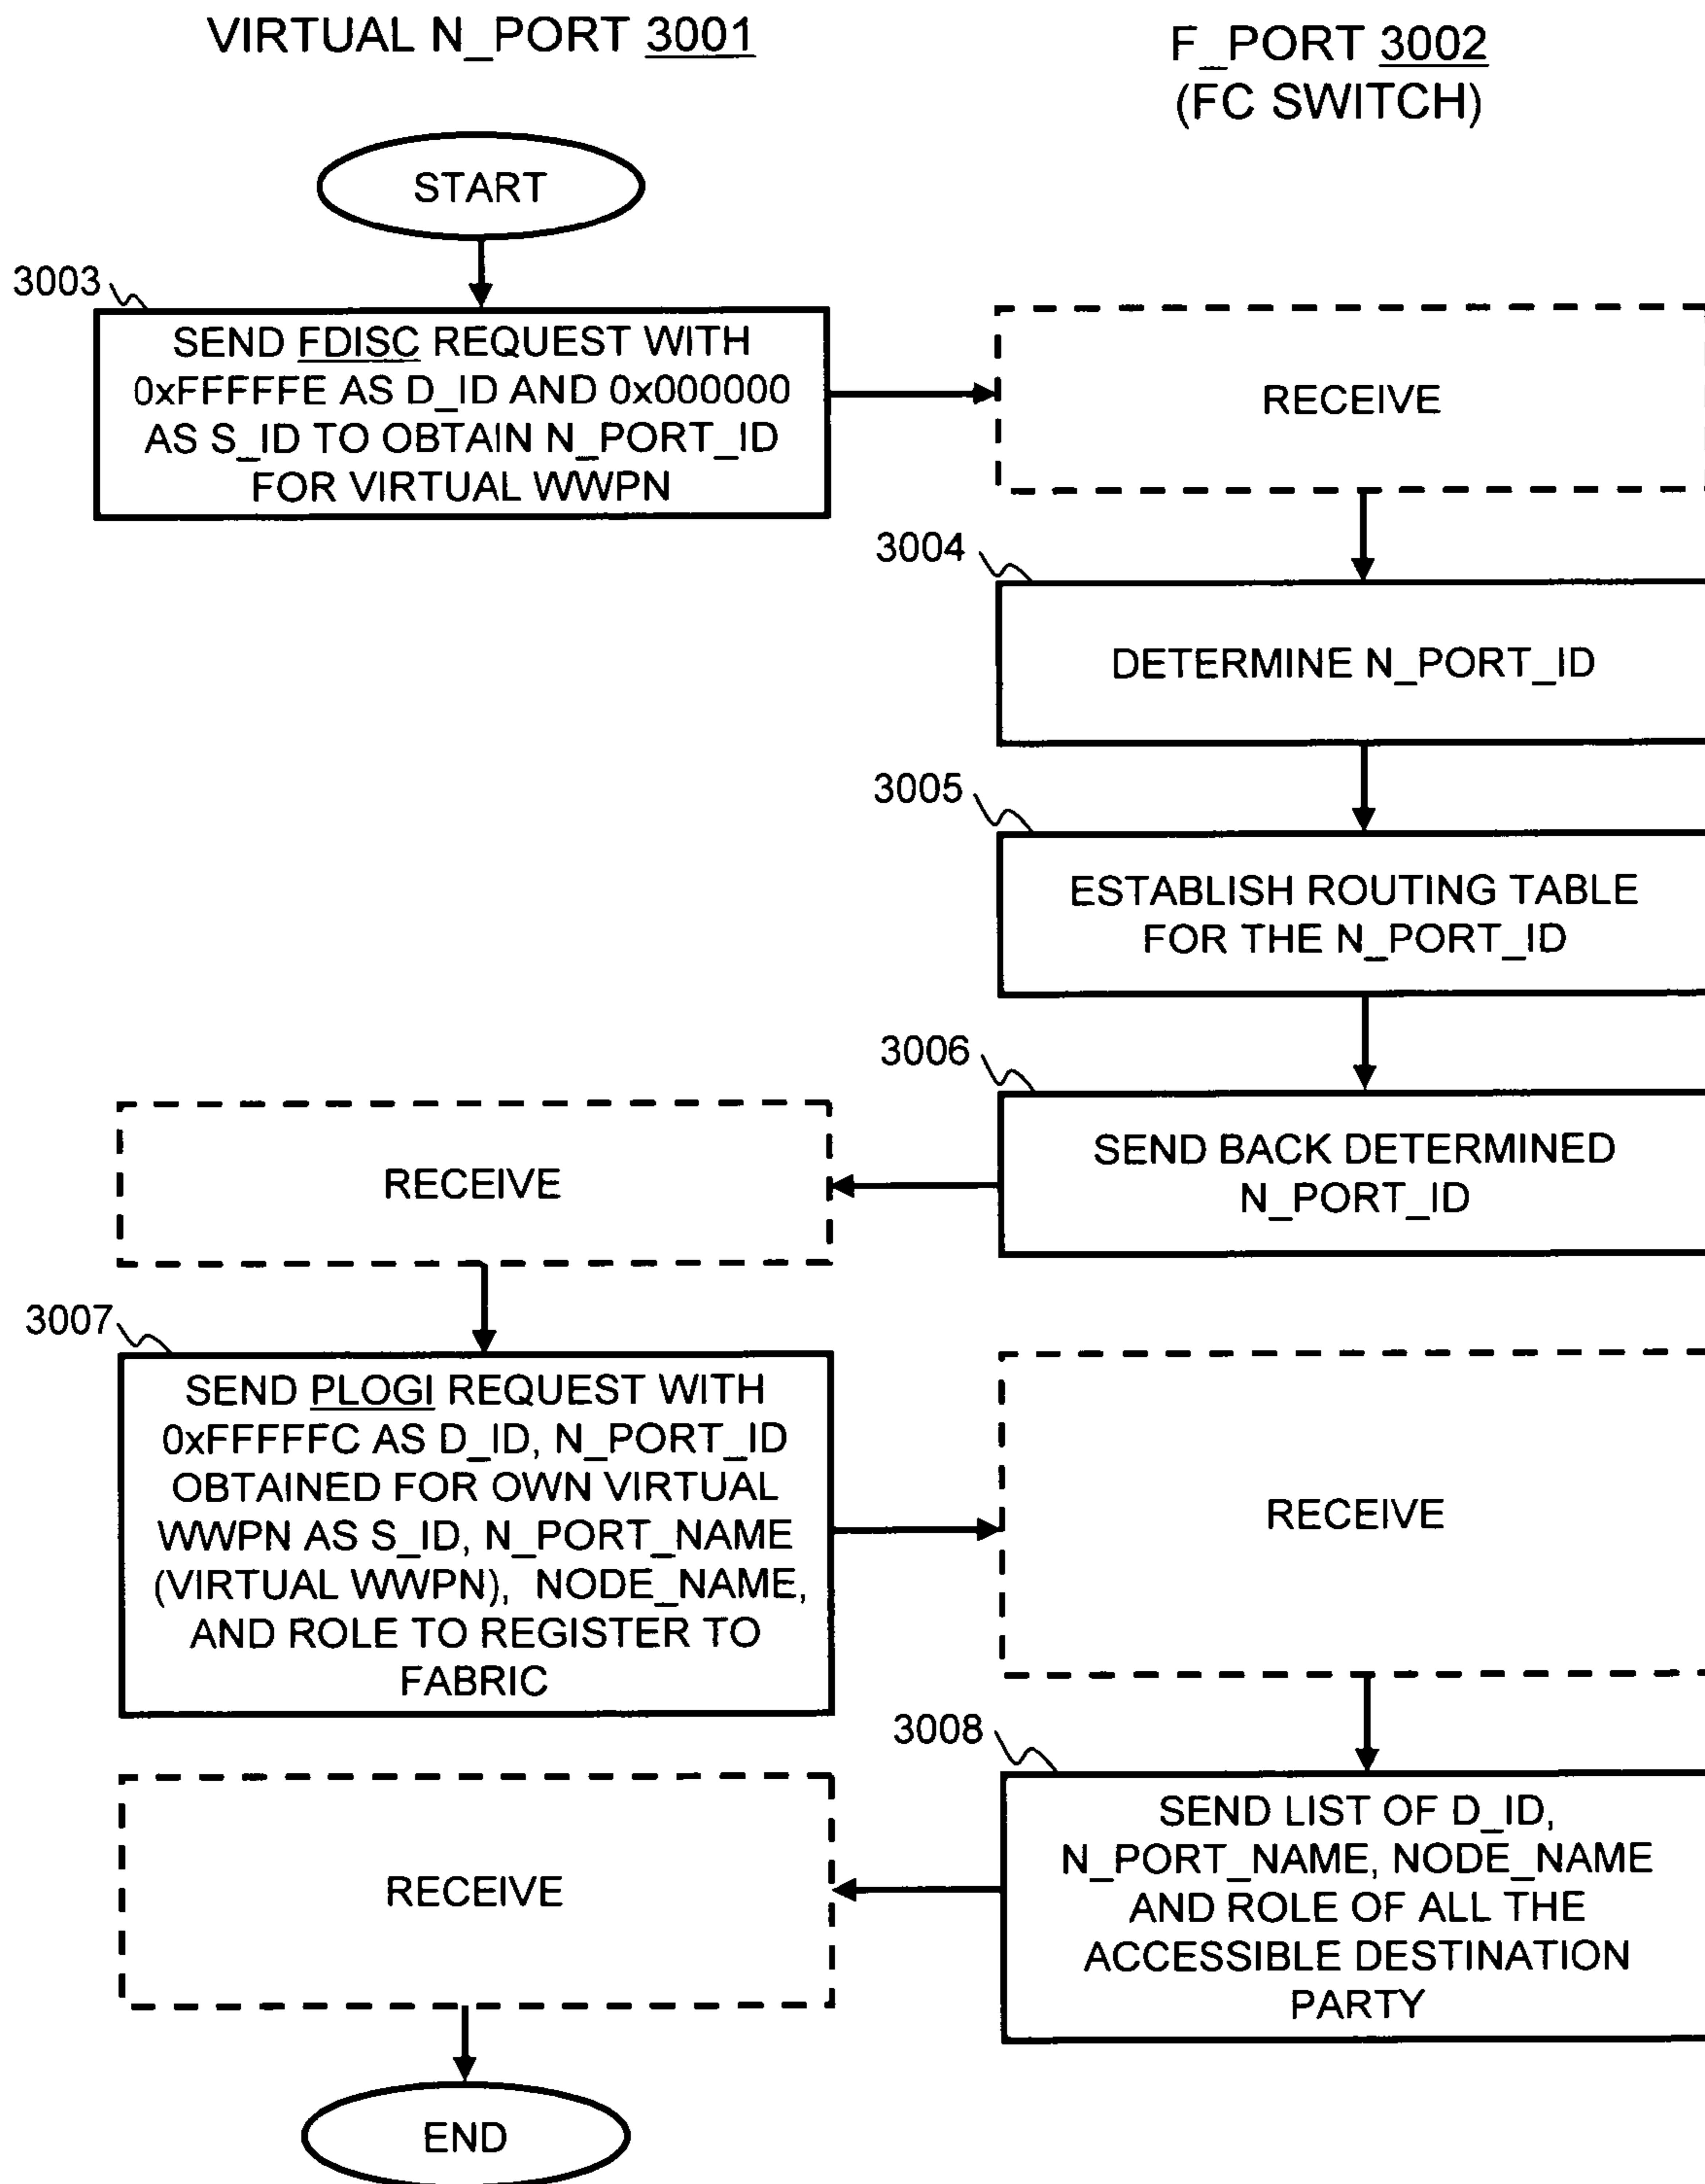 VIRTUAL N_PORT 3001
F_PORT 3002
(FC SWITCH)
START
3003
SEND FDISC REQUEST WITH
0xFFFFFE AS D_ID AND 0x000000
AS S_ID TO OBTAIN N_PORT_ID
FOR VIRTUAL WWPN
RECEIVE
3004
DETERMINE N_PORT_ID
3005
ESTABLISH ROUTING TABLE
FOR THE N_PORT_ID
3006
SEND BACK DETERMINED
N_PORT_ID
RECEIVE
3007
SEND PLOGI REQUEST WITH
0xFFFFFC AS D_ID, N_PORT_ID
OBTAINED FOR OWN VIRTUAL
WWPN AS S_ID, N_PORT_NAME
(VIRTUAL WWPN), NODE_NAME,
AND ROLE TO REGISTER TO
FABRIC
RECEIVE
3008
SEND LIST OF D_ID,
N_PORT_NAME, NODE_NAME
AND ROLE OF ALL THE
ACCESSIBLE DESTINATION
PARTY
RECEIVE
END